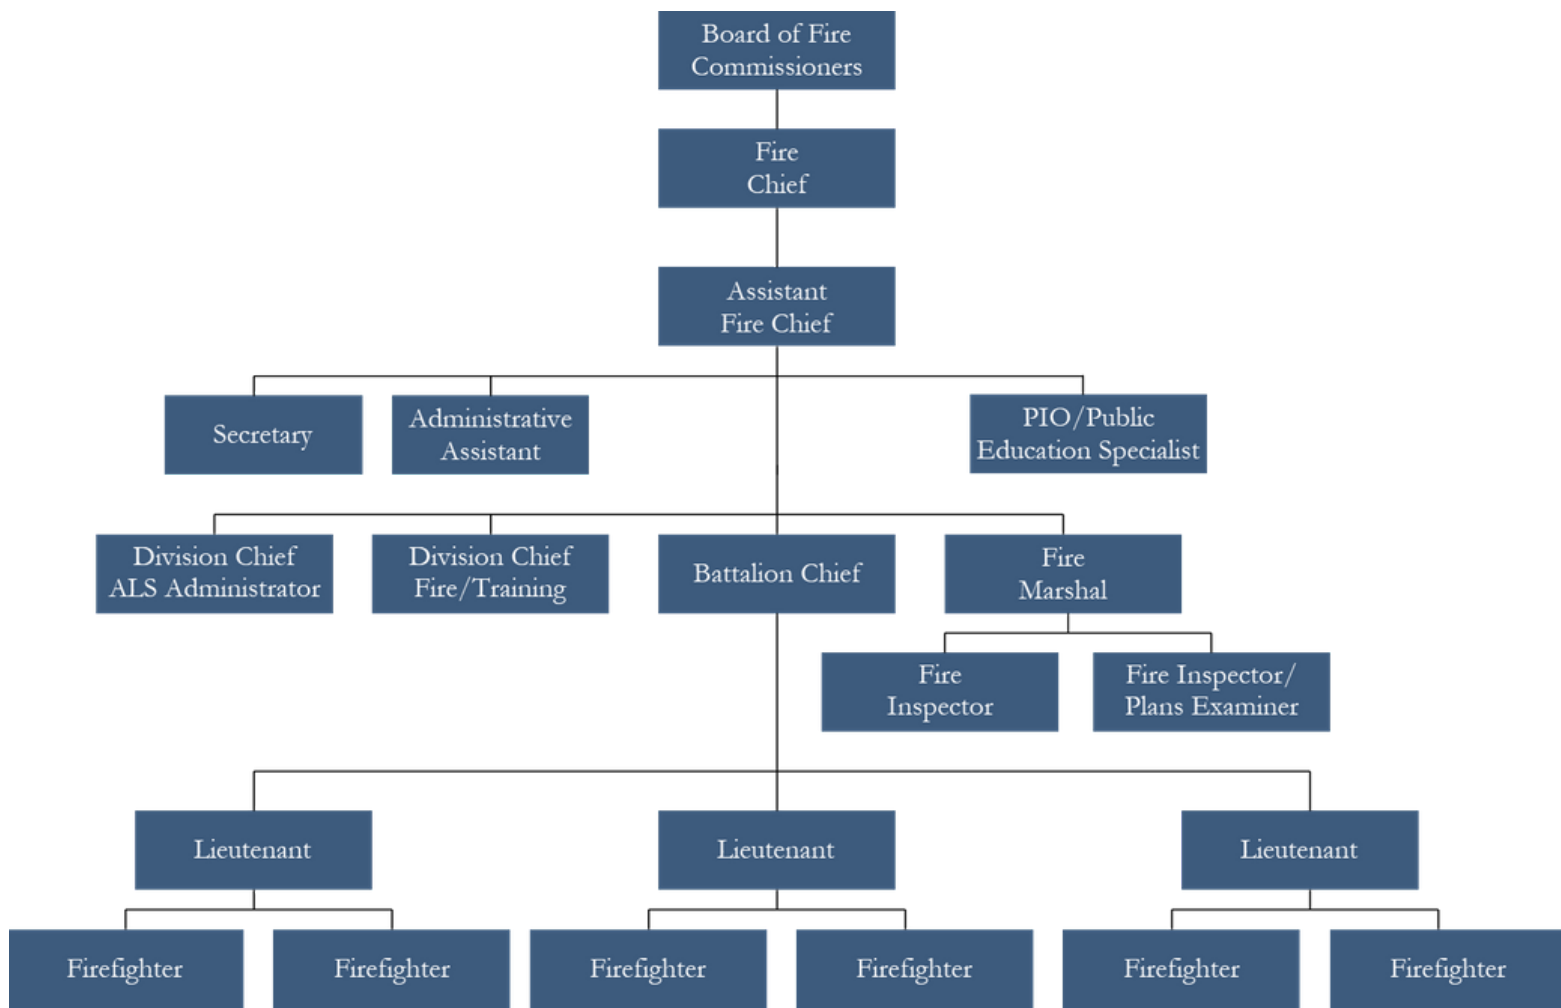 Board of Fire
Commissioners
Fire
Chief
Assistant
Fire Chief
Secretary
Administrative
Assistant
PIO/Public
Education Specialist
Division Chief
ALS Administrator
Division Chief
Fire/Training
Battalion Chief
Fire
Marshal
Fire
Inspector
Fire Inspector/
Plans Examiner
Lieutenant
Lieutenant
Lieutenant
Firefighter
Firefighter
Firefighter
Firefighter
Firefighter
Firefighter